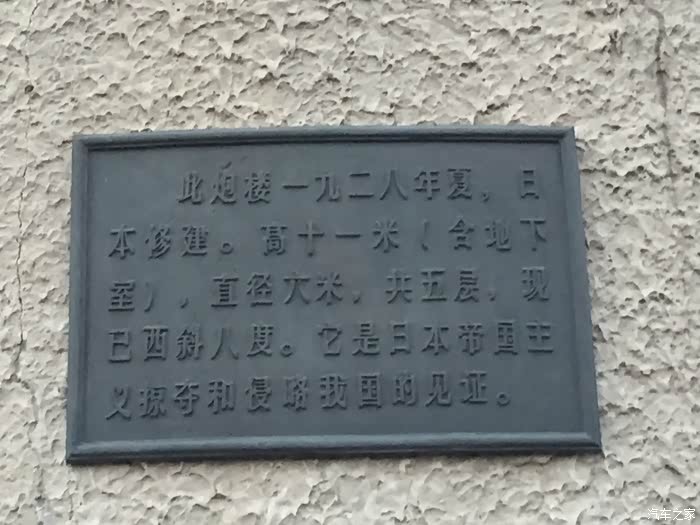 此炮楼一九二八年夏，日
本修建。高十一米（含地下
室），直径六米，共五层，现
已西斜八度。它是日本帝国主
义掠夺和侵略我国的见证。
汽车之家